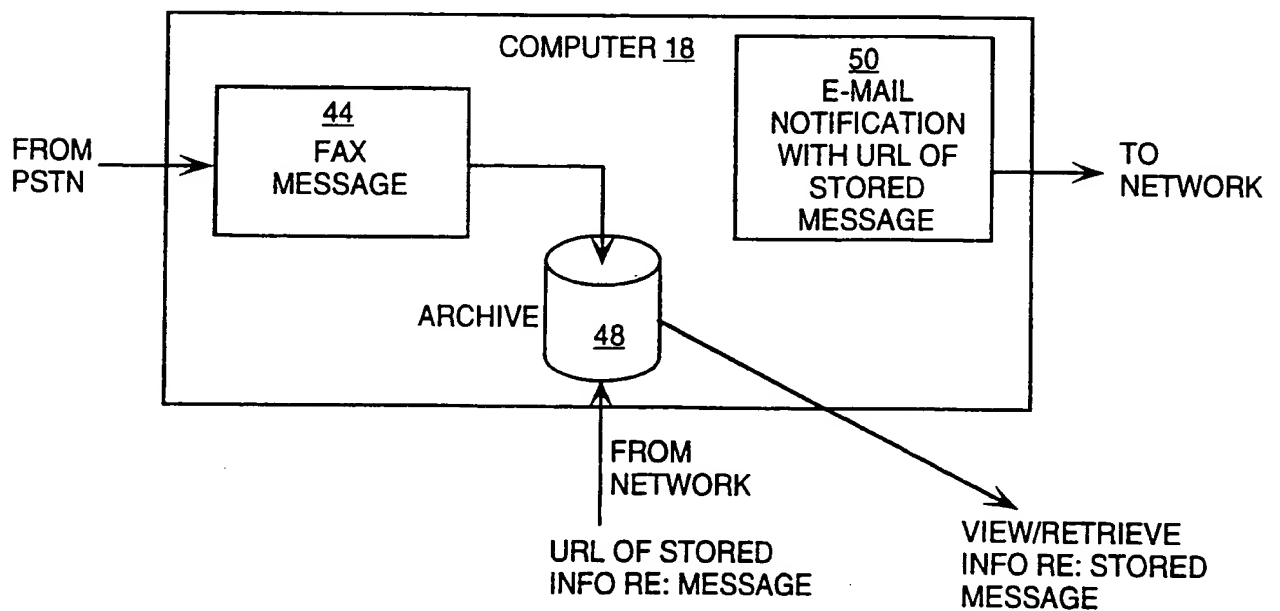 COMPUTER 18
44
FAX
MESSAGE
50
E-MAIL
NOTIFICATION
WITH URL OF
STORED
MESSAGE
FROM
PSTN
TO
NETWORK
ARCHIVE
48
FROM
NETWORK
URL OF STORED
INFO RE: MESSAGE
VIEW/RETRIEVE
INFO RE: STORED
MESSAGE